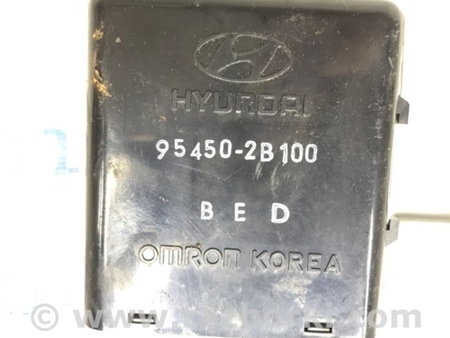 HYUNDAI
95450-2B100
B E D
OMRON KOREA